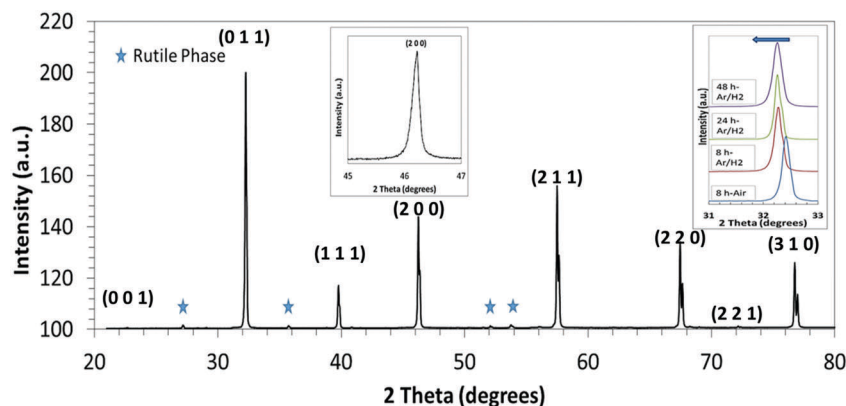 220
200
180
160
140
120
100
Intensity (a.u.)
Rutile Phase
(0 0 1)
(0 1 1)
(1 1 1)
(2 0 0)
(2 1 1)
(2 2 0)
(2 2 1)
(3 1 0)
20
30
40
50
60
70
80
2 Theta (degrees)
(2 0 0)
Intensity (a.u.)
45
46
47
2 Theta (degrees)
Intensity (a.u.)
48 h-
Ar/H2
24 h-
Ar/H2
8 h-
Ar/H2
8 h-Air
31
32
33
2 Theta (degrees)